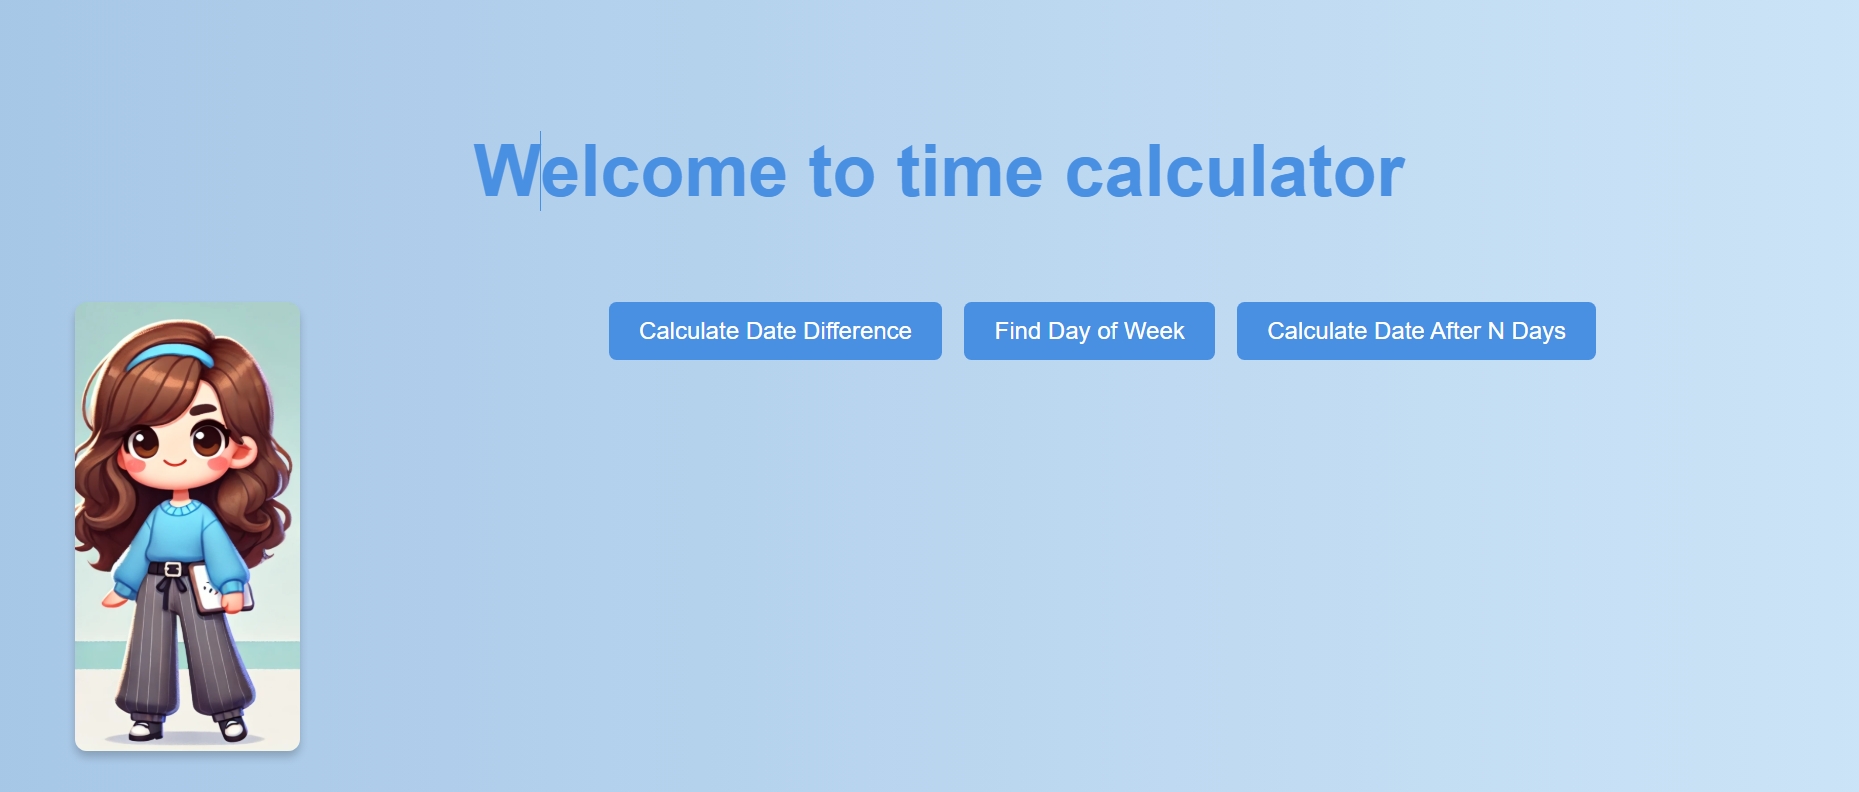 Welcome to time calculator
Calculate Date Difference
Find Day of Week
Calculate Date After N Days